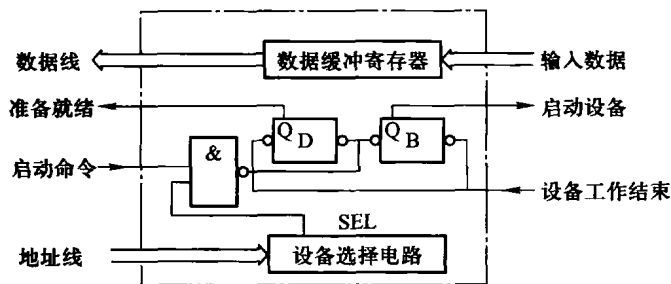 数据线
数据缓冲寄存器
输入数据
准备就绪
启动设备
Q
D
Q
B
&
启动命令
设备工作结束
SEL
地址线
设备选择电路